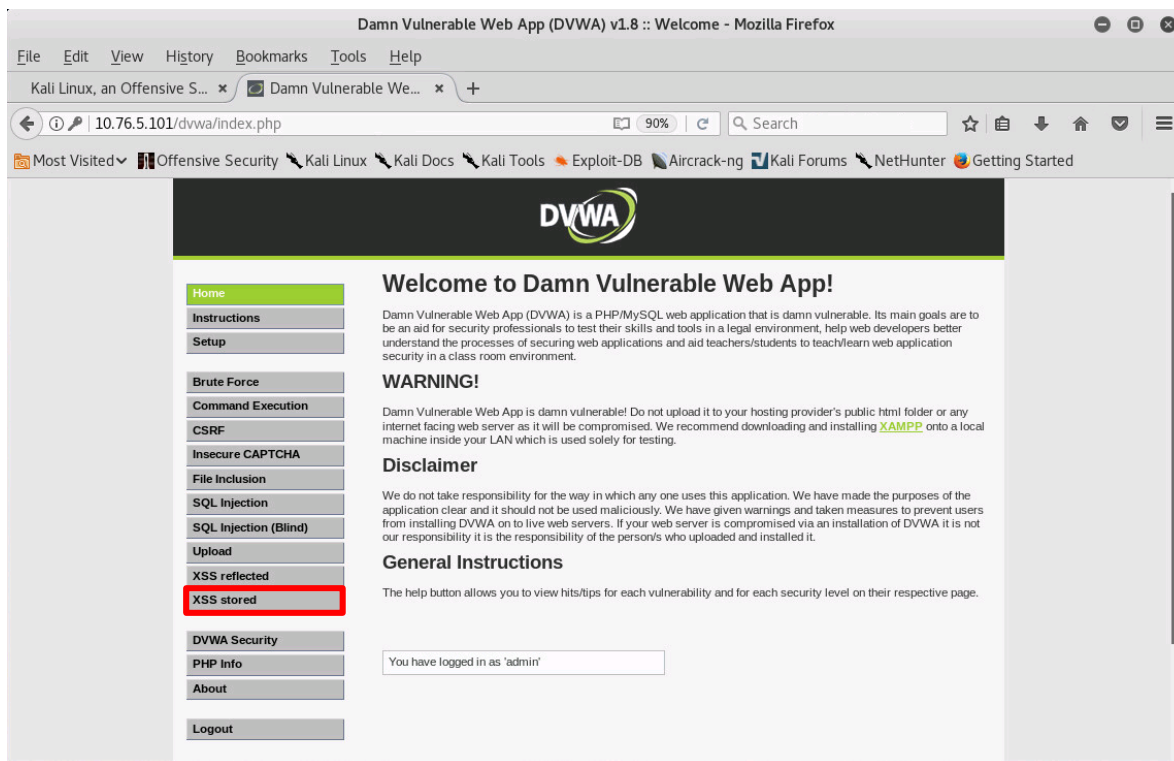 Damn Vulnerable Web App (DVWA) v1.8 :: Welcome - Mozilla Firefox
File Edit View History Bookmarks Tools Help
Kali Linux, an Offensive S... × Damn Vulnerable We... × +
10.76.5.101/dvwa/index.php 90% Search
Most Visited Offensive Security Kali Linux Kali Docs Kali Tools Exploit-DB Aircrack-ng Kali Forums NetHunter Getting Started
DVWA
Home
Instructions
Setup
Brute Force
Command Execution
CSRF
Insecure CAPTCHA
File Inclusion
SQL Injection
SQL Injection (Blind)
Upload
XSS reflected
XSS stored
DVWA Security
PHP Info
About
Logout
Welcome to Damn Vulnerable Web App!
Damn Vulnerable Web App (DVWA) is a PHP/MySQL web application that is damn vulnerable. Its main goals are to
be an aid for security professionals to test their skills and tools in a legal environment, help web developers better
understand the processes of securing web applications and aid teachers/students to teach/learn web application
security in a class room environment.
WARNING!
Damn Vulnerable Web App is damn vulnerable! Do not upload it to your hosting provider's public html folder or any
internet facing web server as it will be compromised. We recommend downloading and installing XAMPP onto a local
machine inside your LAN which is used solely for testing.
Disclaimer
We do not take responsibility for the way in which any one uses this application. We have made the purposes of the
application clear and it should not be used maliciously. We have given warnings and taken measures to prevent users
from installing DVWA on to live web servers. If your web server is compromised via an installation of DVWA it is not
our responsibility it is the responsibility of the person/s who uploaded and installed it.
General Instructions
The help button allows you to view hits/tips for each vulnerability and for each security level on their respective page.
You have logged in as 'admin'